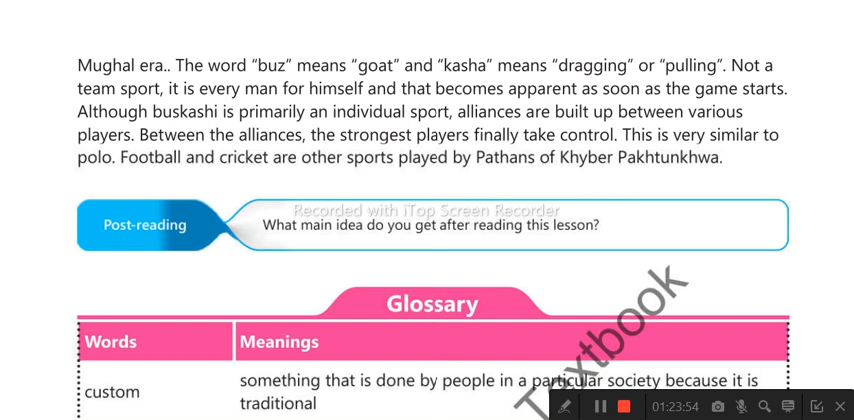 Mughal era.. The word “buz” means “goat” and “kasha” means “dragging” or “pulling”. Not a
team sport, it is every man for himself and that becomes apparent as soon as the game starts.
Although buskashi is primarily an individual sport, alliances are built up between various
players. Between the alliances, the strongest players finally take control. This is very similar to
polo. Football and cricket are other sports played by Pathans of Khyber Pakhtunkhwa.
Recorded with iTop Screen Recorder
Post-reading
What main idea do you get after reading this lesson?
Glossary
Words Meanings
custom
something that is done by people in a particular society because it is
traditional
Textbook
01:23:54